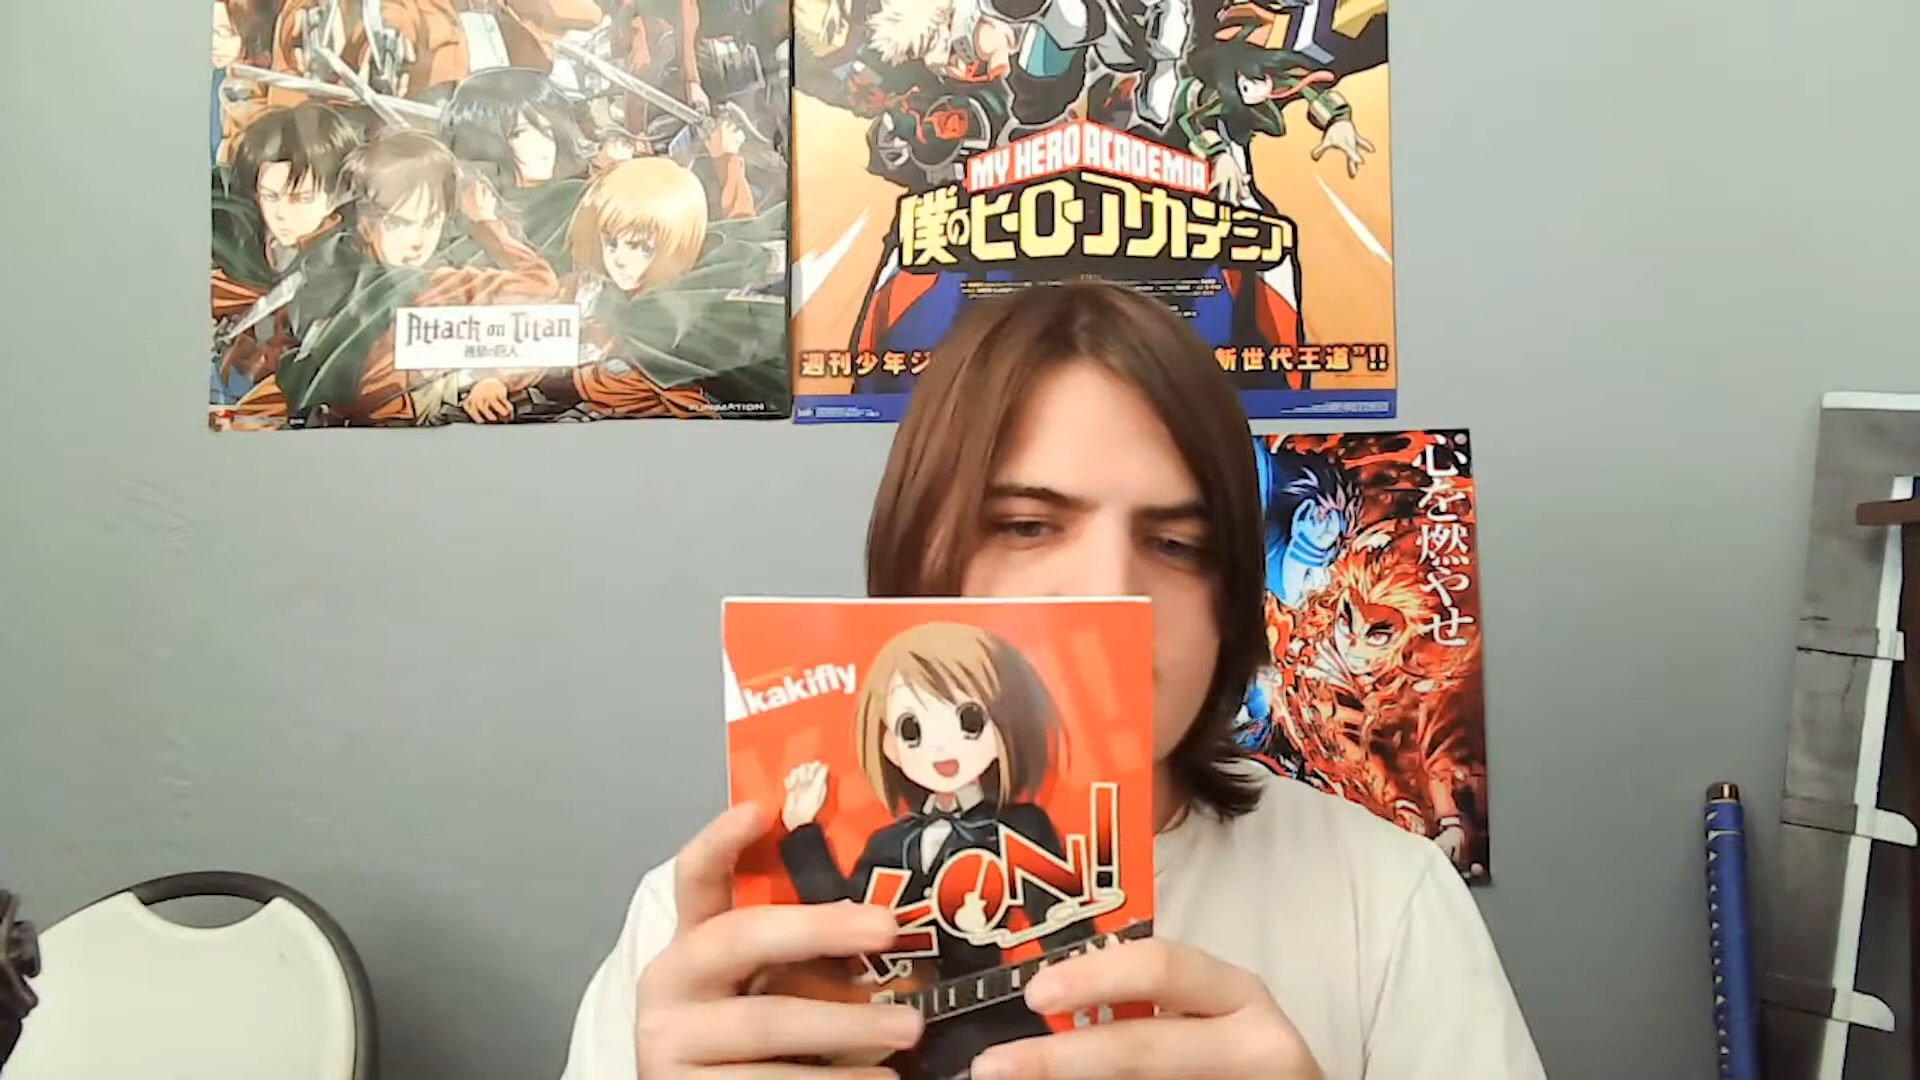 Attack on Titan
進撃の巨人
FUNIMATION
MY HERO ACADEMIA
僕のヒーローアカデミア
週刊少年ジ
新世代王道"!!
心を燃やせ
kakifly
K-ON!